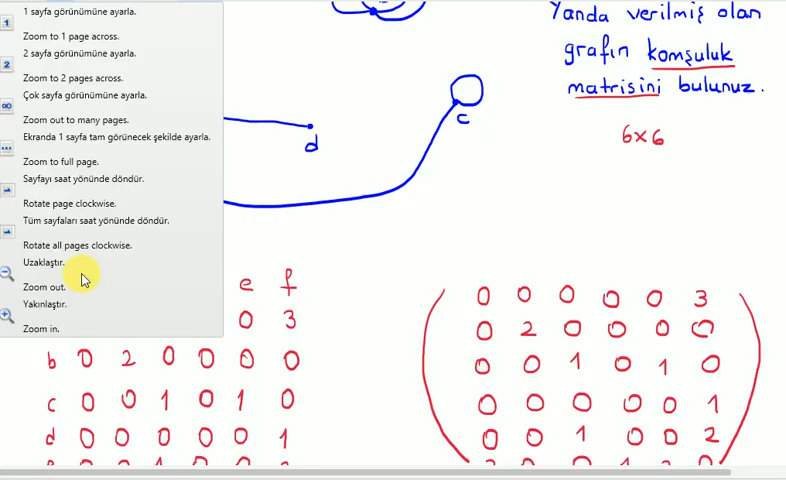 1 sayfa görünümüne ayarla.
Zoom to 1 page across.
2 sayfa görünümüne ayarla.
Zoom to 2 pages across.
Çok sayfa görünümüne ayarla.
Zoom out to many pages.
Ekranda 1 sayfa tam görünecek şekilde ayarla.
Zoom to full page.
Sayfayı saat yönünde döndür.
Rotate page clockwise.
Tüm sayfaları saat yönünde döndür.
Rotate all pages clockwise.
Uzaklaştır.
Zoom out.
Yakınlaştır.
Zoom in.
Yanda verilmiş olan
grafın komşuluk
matrisini bulunuz.
6x6
d
c
e f
0 3
b 0 2 0 0 0 0
c 0 0 1 0 1 0
d 0 0 0 0 0 1
0 0 0 0 0 3
0 2 0 0 0 0
0 0 1 0 1 0
0 0 0 0 0 1
0 0 1 0 0 2